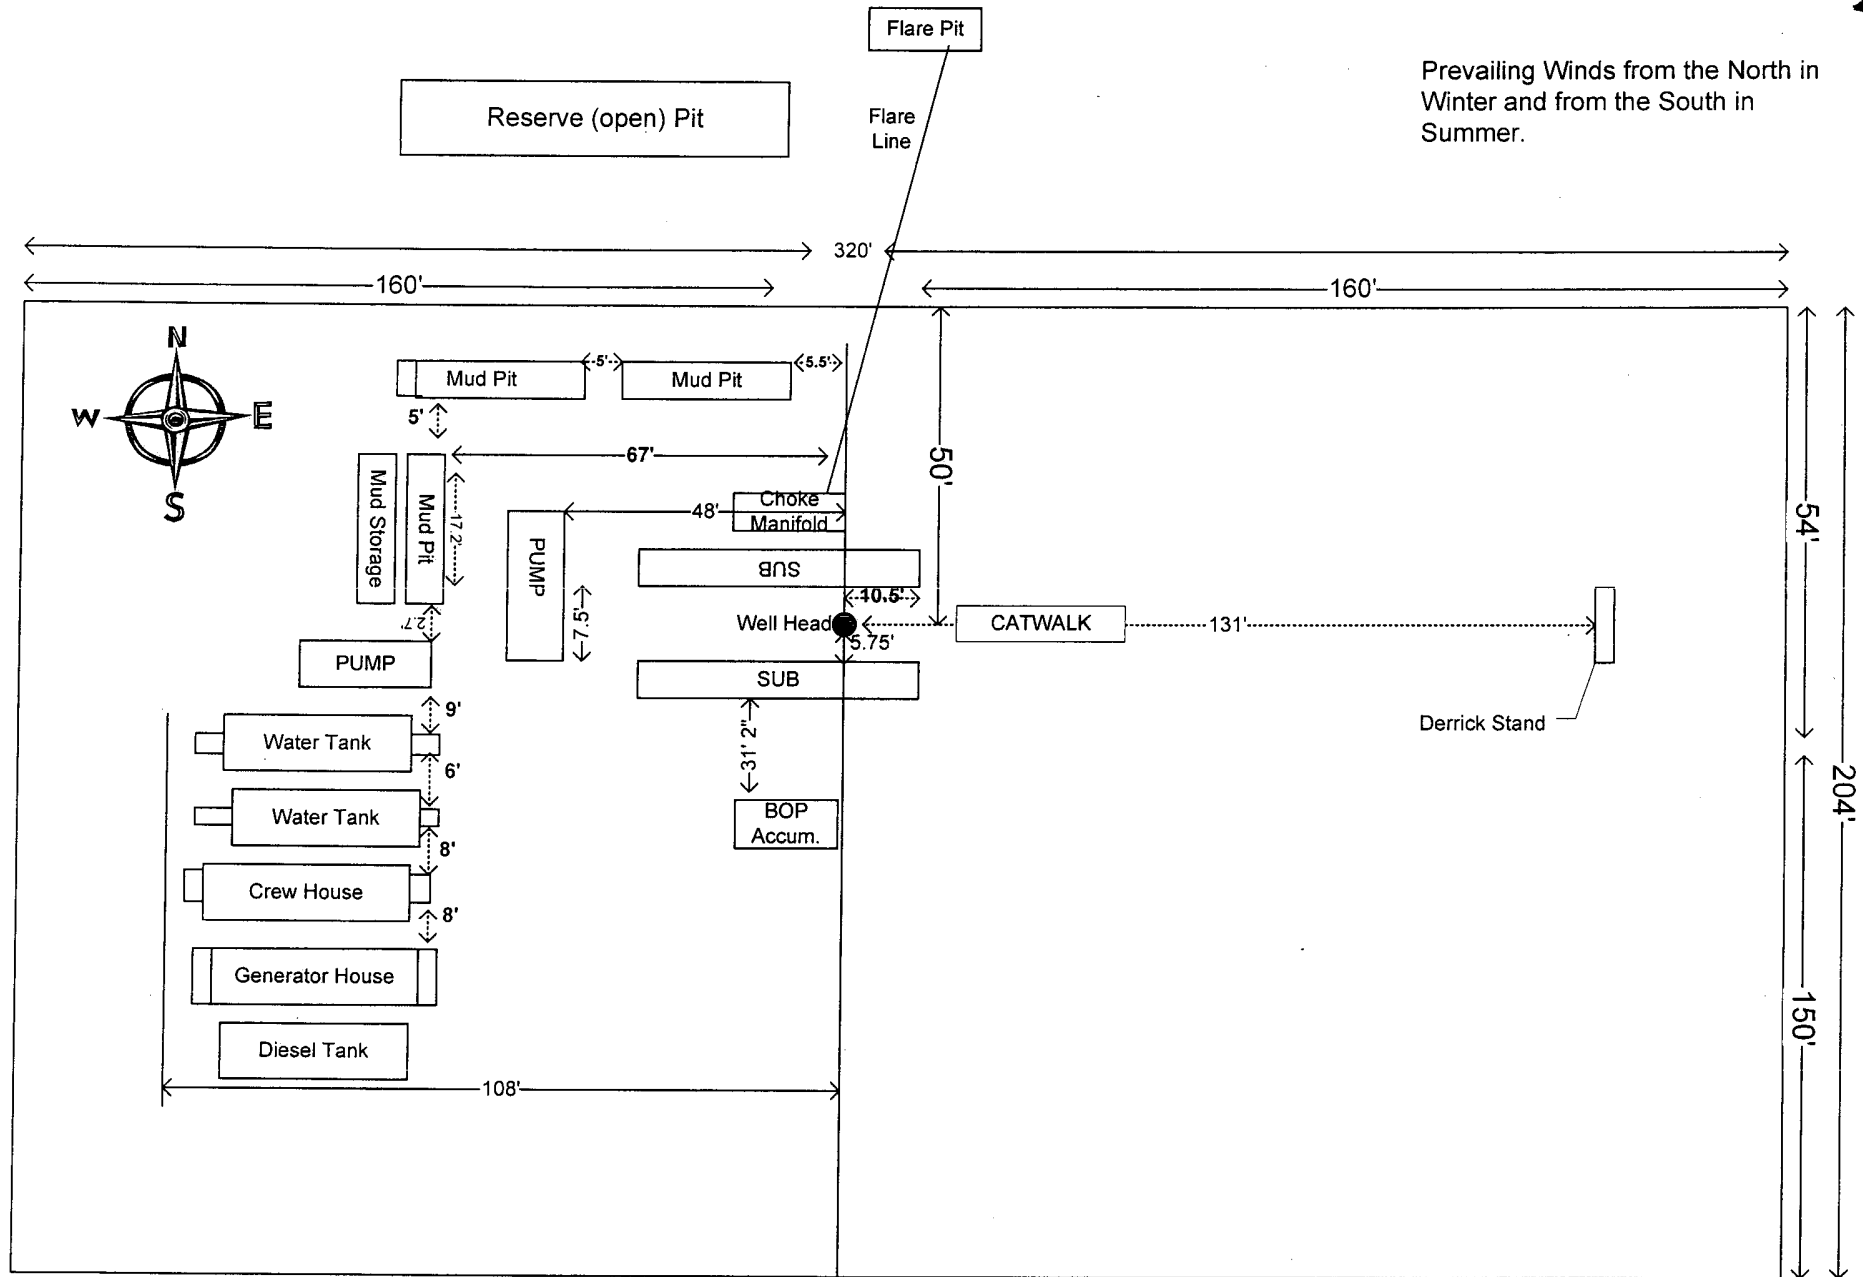 Flare Pit
Prevailing Winds from the North in
Winter and from the South in
Summer.
Reserve (open) Pit
Flare
Line
320'
160'
160'
N
W
E
S
Mud Pit
5'
Mud Pit
5.5'
5'
67'
50'
Mud Storage
Mud Pit
17.2'
Choke
Manifold
48'
PUMP
54'
SUB
7.5'
10.5'
2.7'
Well Head
5.75'
CATWALK
131'
PUMP
SUB
9'
31' 2"
Derrick Stand
Water Tank
6'
204'
Water Tank
BOP
Accum.
8'
Crew House
8'
Generator House
150'
Diesel Tank
108'